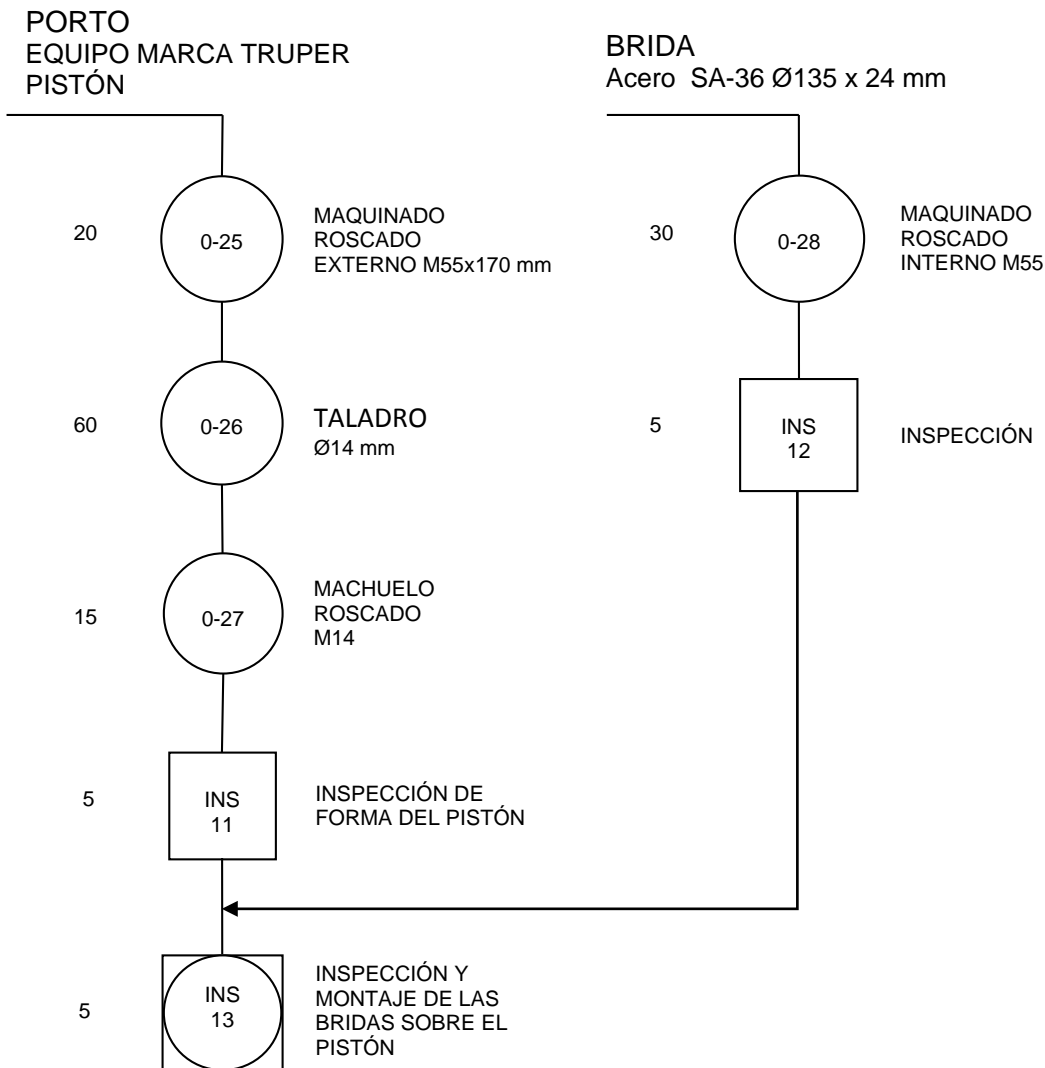 PORTO
EQUIPO MARCA TRUPER
PISTÓN
20
0-25
MAQUINADO
ROSCADO
EXTERNO M55x170 mm
60
0-26
TALADRO
Ø14 mm
15
0-27
MACHUELO
ROSCADO
M14
5
INS
11
INSPECCIÓN DE
FORMA DEL PISTÓN
5
INS
13
INSPECCIÓN Y
MONTAJE DE LAS
BRIDAS SOBRE EL
PISTÓN
BRIDA
Acero SA-36 Ø135 x 24 mm
30
0-28
MAQUINADO
ROSCADO
INTERNO M55
5
INS
12
INSPECCIÓN